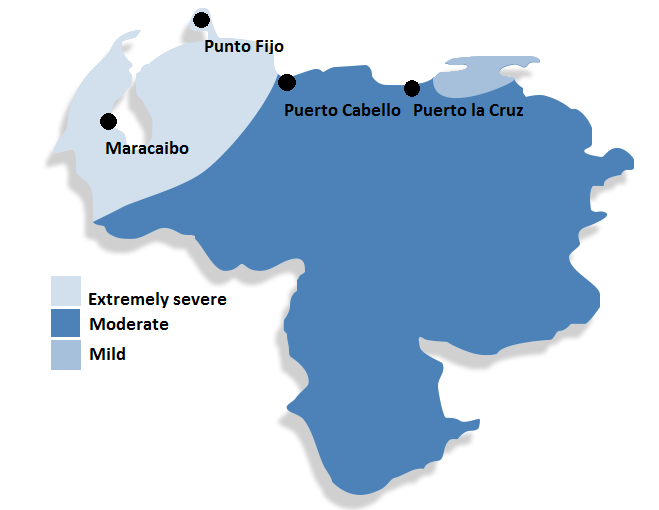 Punto Fijo
Puerto Cabello
Puerto la Cruz
Maracaibo
Extremely severe
Moderate
Mild